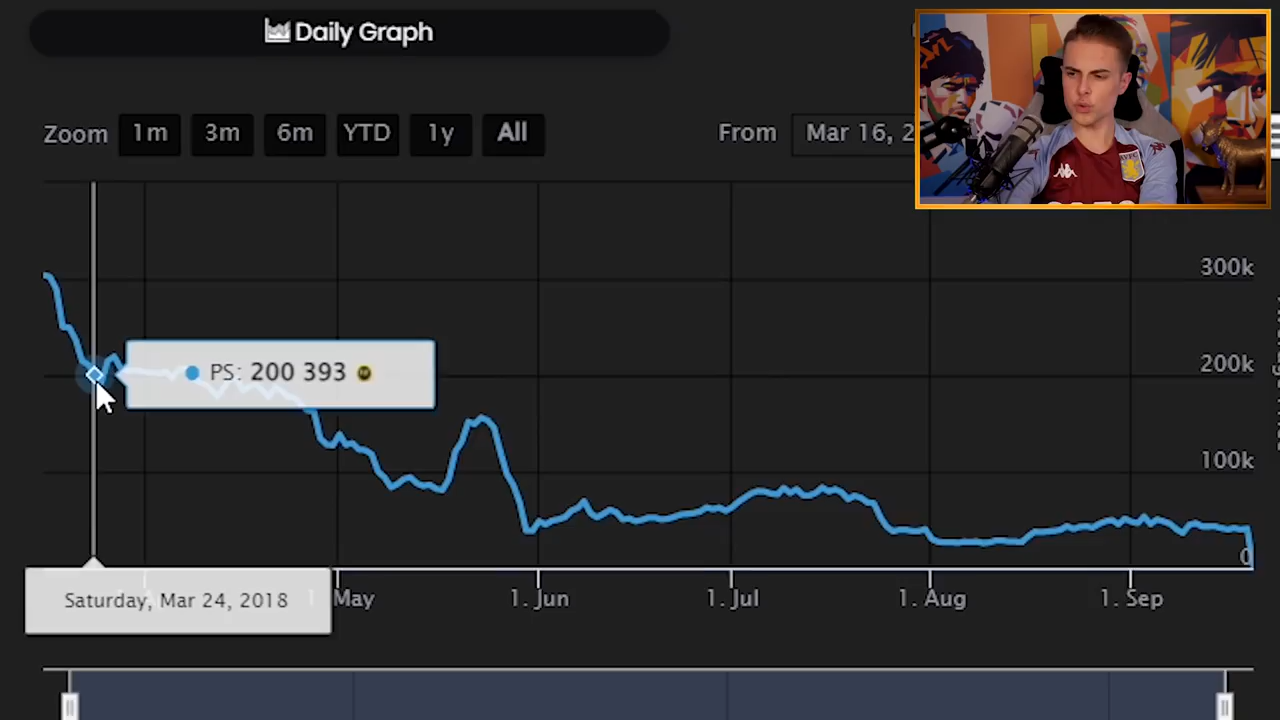 Daily Graph
Zoom 1m 3m 6m YTD 1y All From Mar 16, 2
AVFC
300k
200k
100k
0
PS: 200 393
Saturday, Mar 24, 2018
May 1. Jun 1. Jul 1. Aug 1. Sep